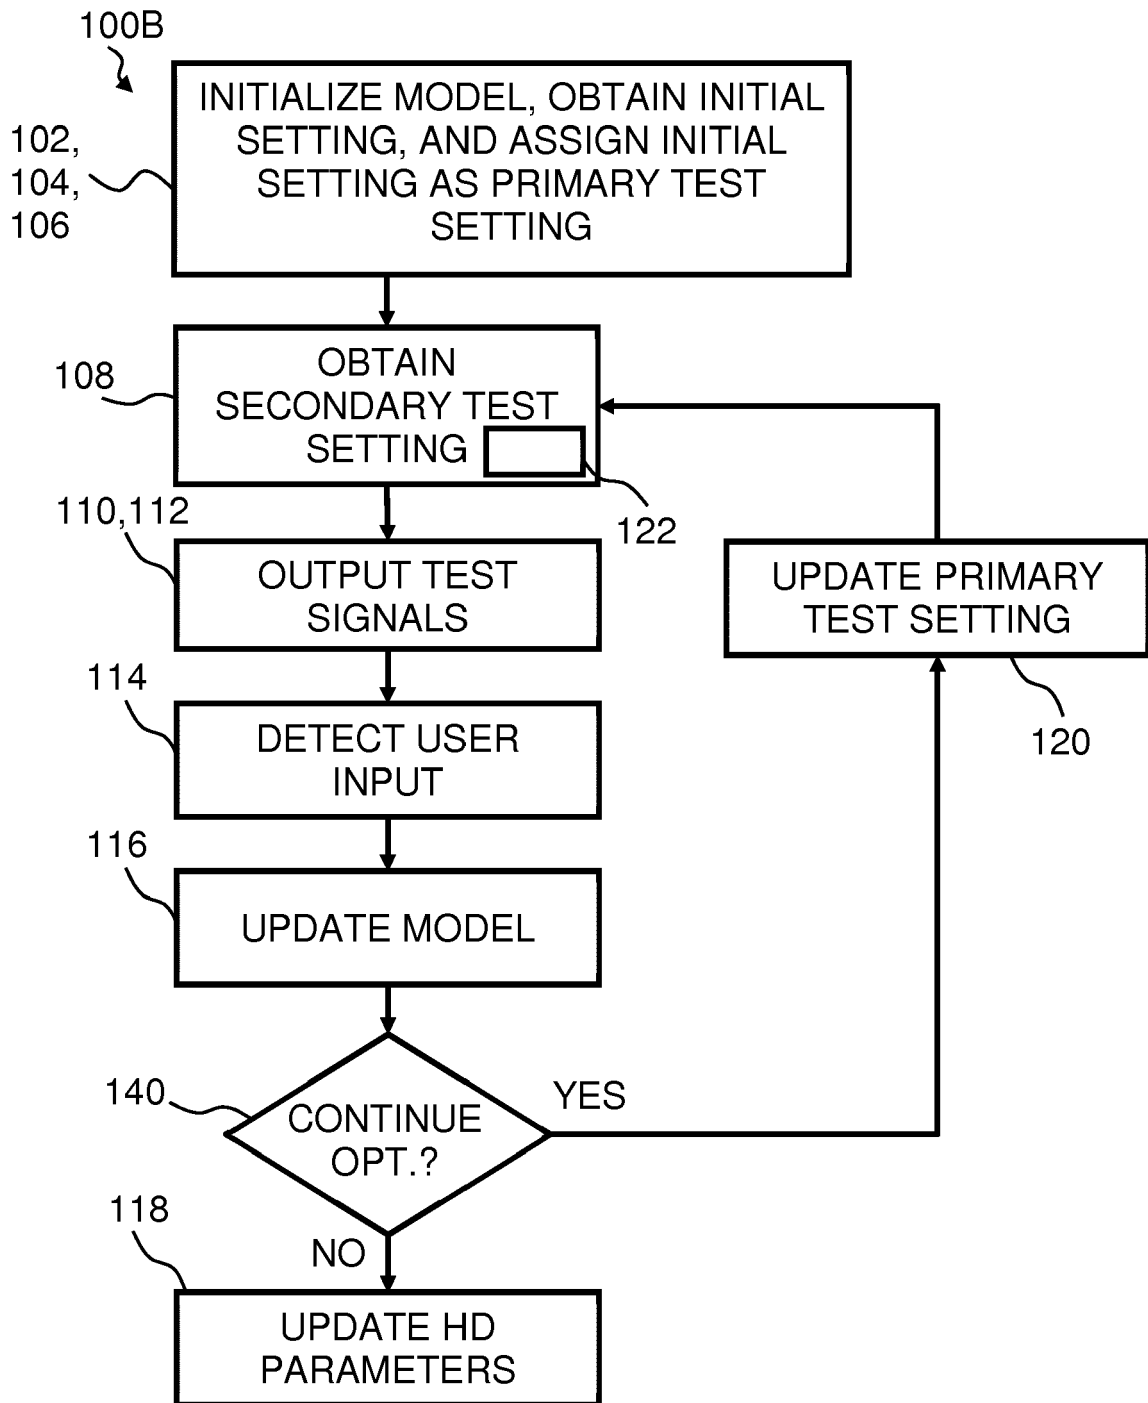 100B
INITIALIZE MODEL, OBTAIN INITIAL
SETTING, AND ASSIGN INITIAL
SETTING AS PRIMARY TEST
SETTING
102,
104,
106
OBTAIN
SECONDARY TEST
SETTING
108
122
110,112
OUTPUT TEST
SIGNALS
UPDATE PRIMARY
TEST SETTING
120
114
DETECT USER
INPUT
116
UPDATE MODEL
140
CONTINUE
OPT.?
YES
NO
118
UPDATE HD
PARAMETERS